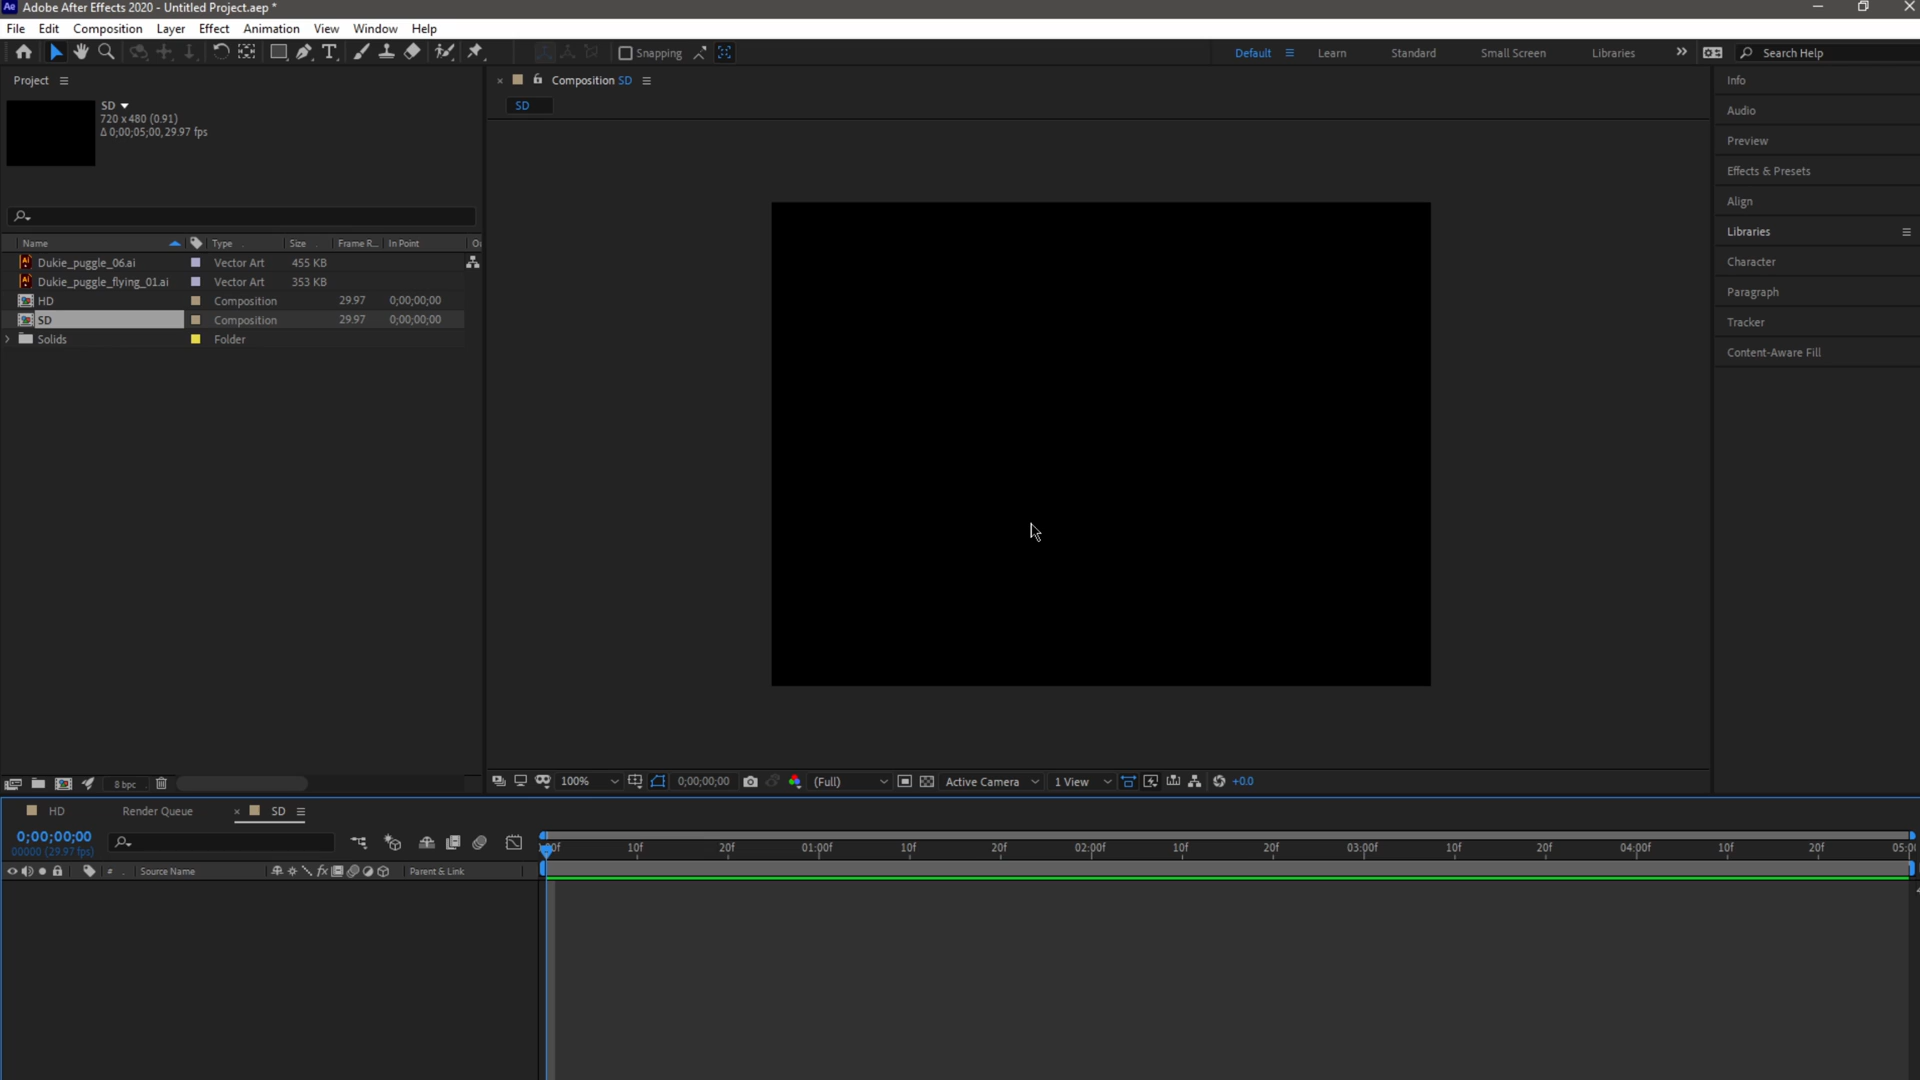 Ae Adobe After Effects 2020 - Untitled Project.aep *
File Edit Composition Layer Effect Animation View Window Help
Snapping Default Learn Standard Small Screen Libraries Search Help
Project
Composition SD
SD
SD
720 x 480 (0.91)
Δ 0;00;05;00, 29.97 fps
Name Type Size Frame R... In Point
Dukie_puggle_06.ai Vector Art 455 KB
Dukie_puggle_flying_01.ai Vector Art 353 KB
HD Composition 29.97 0;00;00;00
SD Composition 29.97 0;00;00;00
Solids Folder
Info
Audio
Preview
Effects & Presets
Align
Libraries
Character
Paragraph
Tracker
Content-Aware Fill
8 bpc
100% 0;00;00;00 (Full) Active Camera 1 View +0.0
HD Render Queue SD
0;00;00;00
00000 (29.97 fps)
10f 20f 01:00f 10f 20f 02:00f 10f 20f 03:00f 10f 20f 04:00f 10f 20f
# Source Name fx Parent & Link